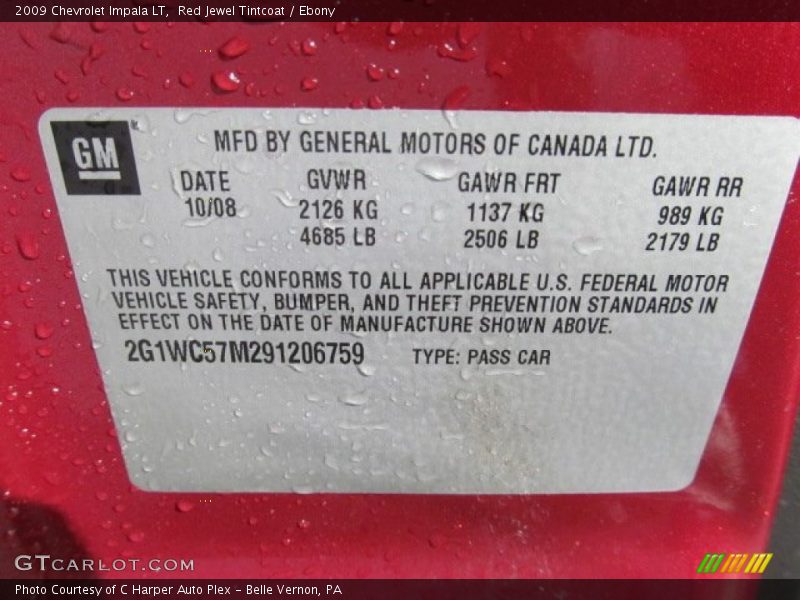 2009 Chevrolet Impala LT, Red Jewel Tintcoat / Ebony
GM
MFD BY GENERAL MOTORS OF CANADA LTD.
DATE GVWR GAWR FRT GAWR RR
10/08 2126 KG 1137 KG 989 KG
4685 LB 2506 LB 2179 LB
THIS VEHICLE CONFORMS TO ALL APPLICABLE U.S. FEDERAL MOTOR
VEHICLE SAFETY, BUMPER, AND THEFT PREVENTION STANDARDS IN
EFFECT ON THE DATE OF MANUFACTURE SHOWN ABOVE.
2G1WC57M291206759 TYPE: PASS CAR
GTCARLOT.COM
Photo Courtesy of C Harper Auto Plex - Belle Vernon, PA